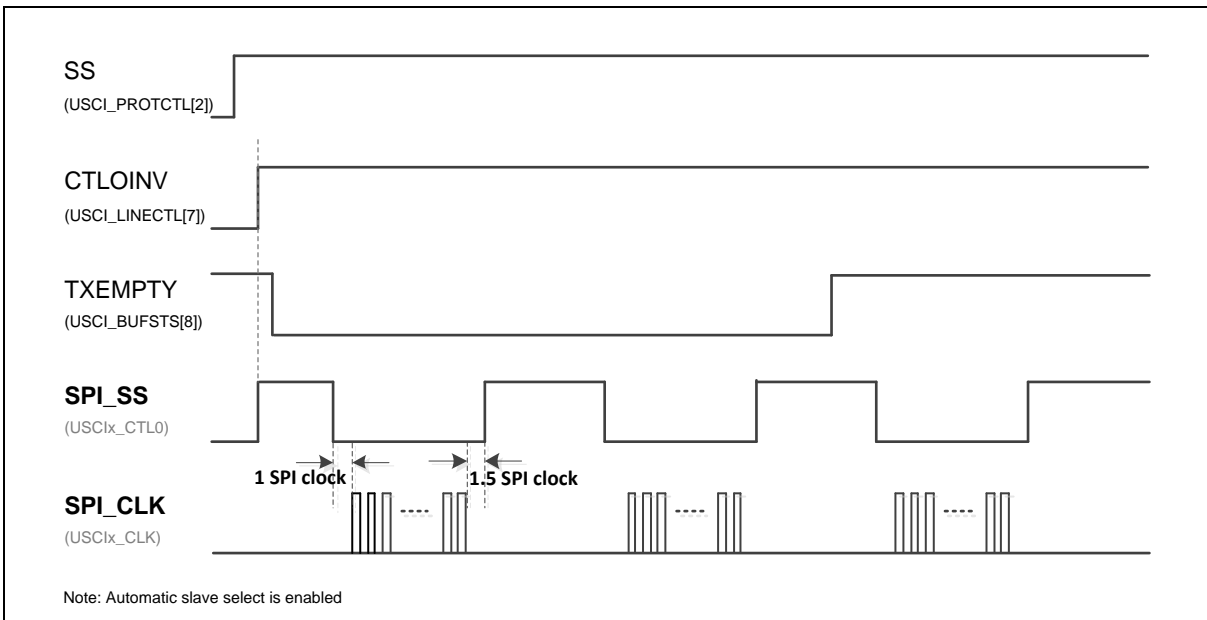 SS
(USCI_PROTCTL[2])
CTLOINV
(USCI_LINECTL[7])
TXEMPTY
(USCI_BUFSTS[8])
SPI_SS
(USCIx_CTL0)
1 SPI clock
1.5 SPI clock
SPI_CLK
(USCIx_CLK)
Note: Automatic slave select is enabled